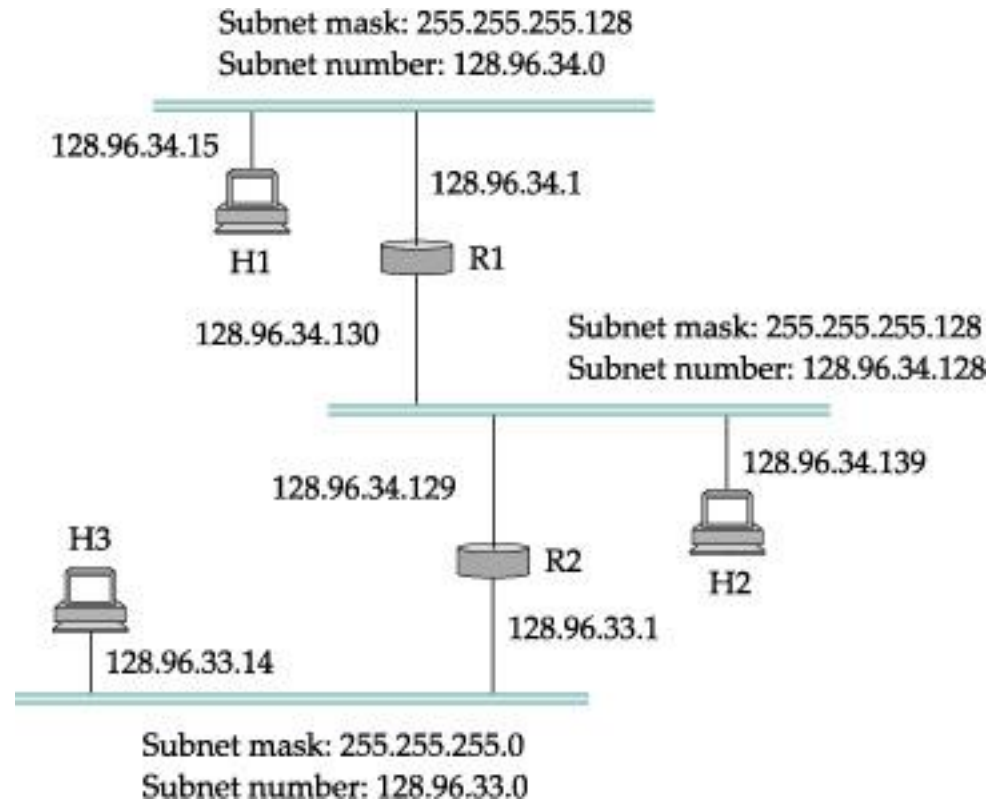 Subnet mask: 255.255.255.128
Subnet number: 128.96.34.0
128.96.34.15
128.96.34.1
H1
R1
128.96.34.130
Subnet mask: 255.255.255.128
Subnet number: 128.96.34.128
128.96.34.129
128.96.34.139
H3
R2
H2
128.96.33.1
128.96.33.14
Subnet mask: 255.255.255.0
Subnet number: 128.96.33.0